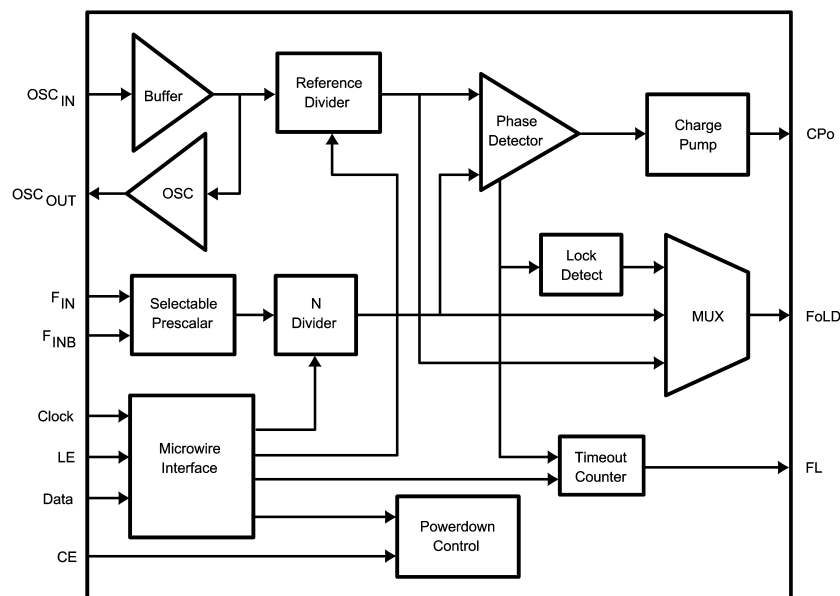 OSC IN
Buffer
Reference
Divider
Phase
Detector
Charge
Pump
CPo
OSC OUT
OSC
Lock
Detect
MUX
FoLD
F IN
F INB
Selectable
Prescalar
N
Divider
Clock
LE
Data
CE
Microwire
Interface
Timeout
Counter
FL
Powerdown
Control